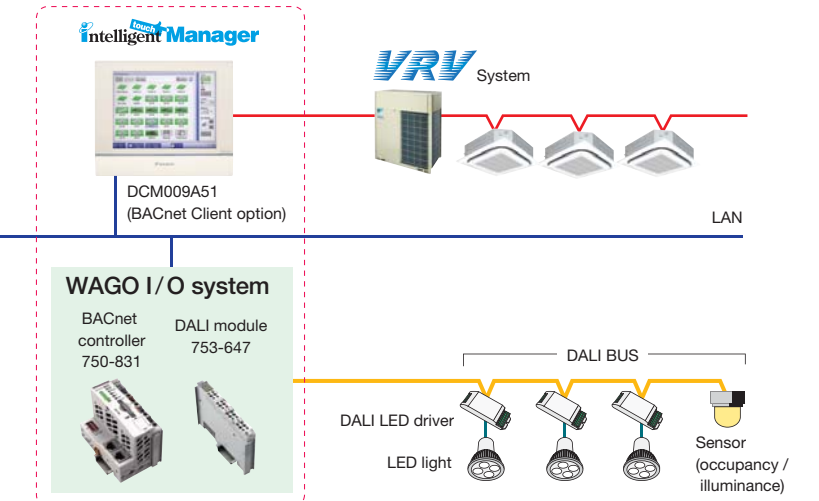 intelligent touch Manager
VRV System
DCM009A51
(BACnet Client option)
LAN
WAGO I/O system
BACnet
controller
750-831
DALI module
753-647
DALI BUS
DALI LED driver
LED light
Sensor
(occupancy /
illuminance)